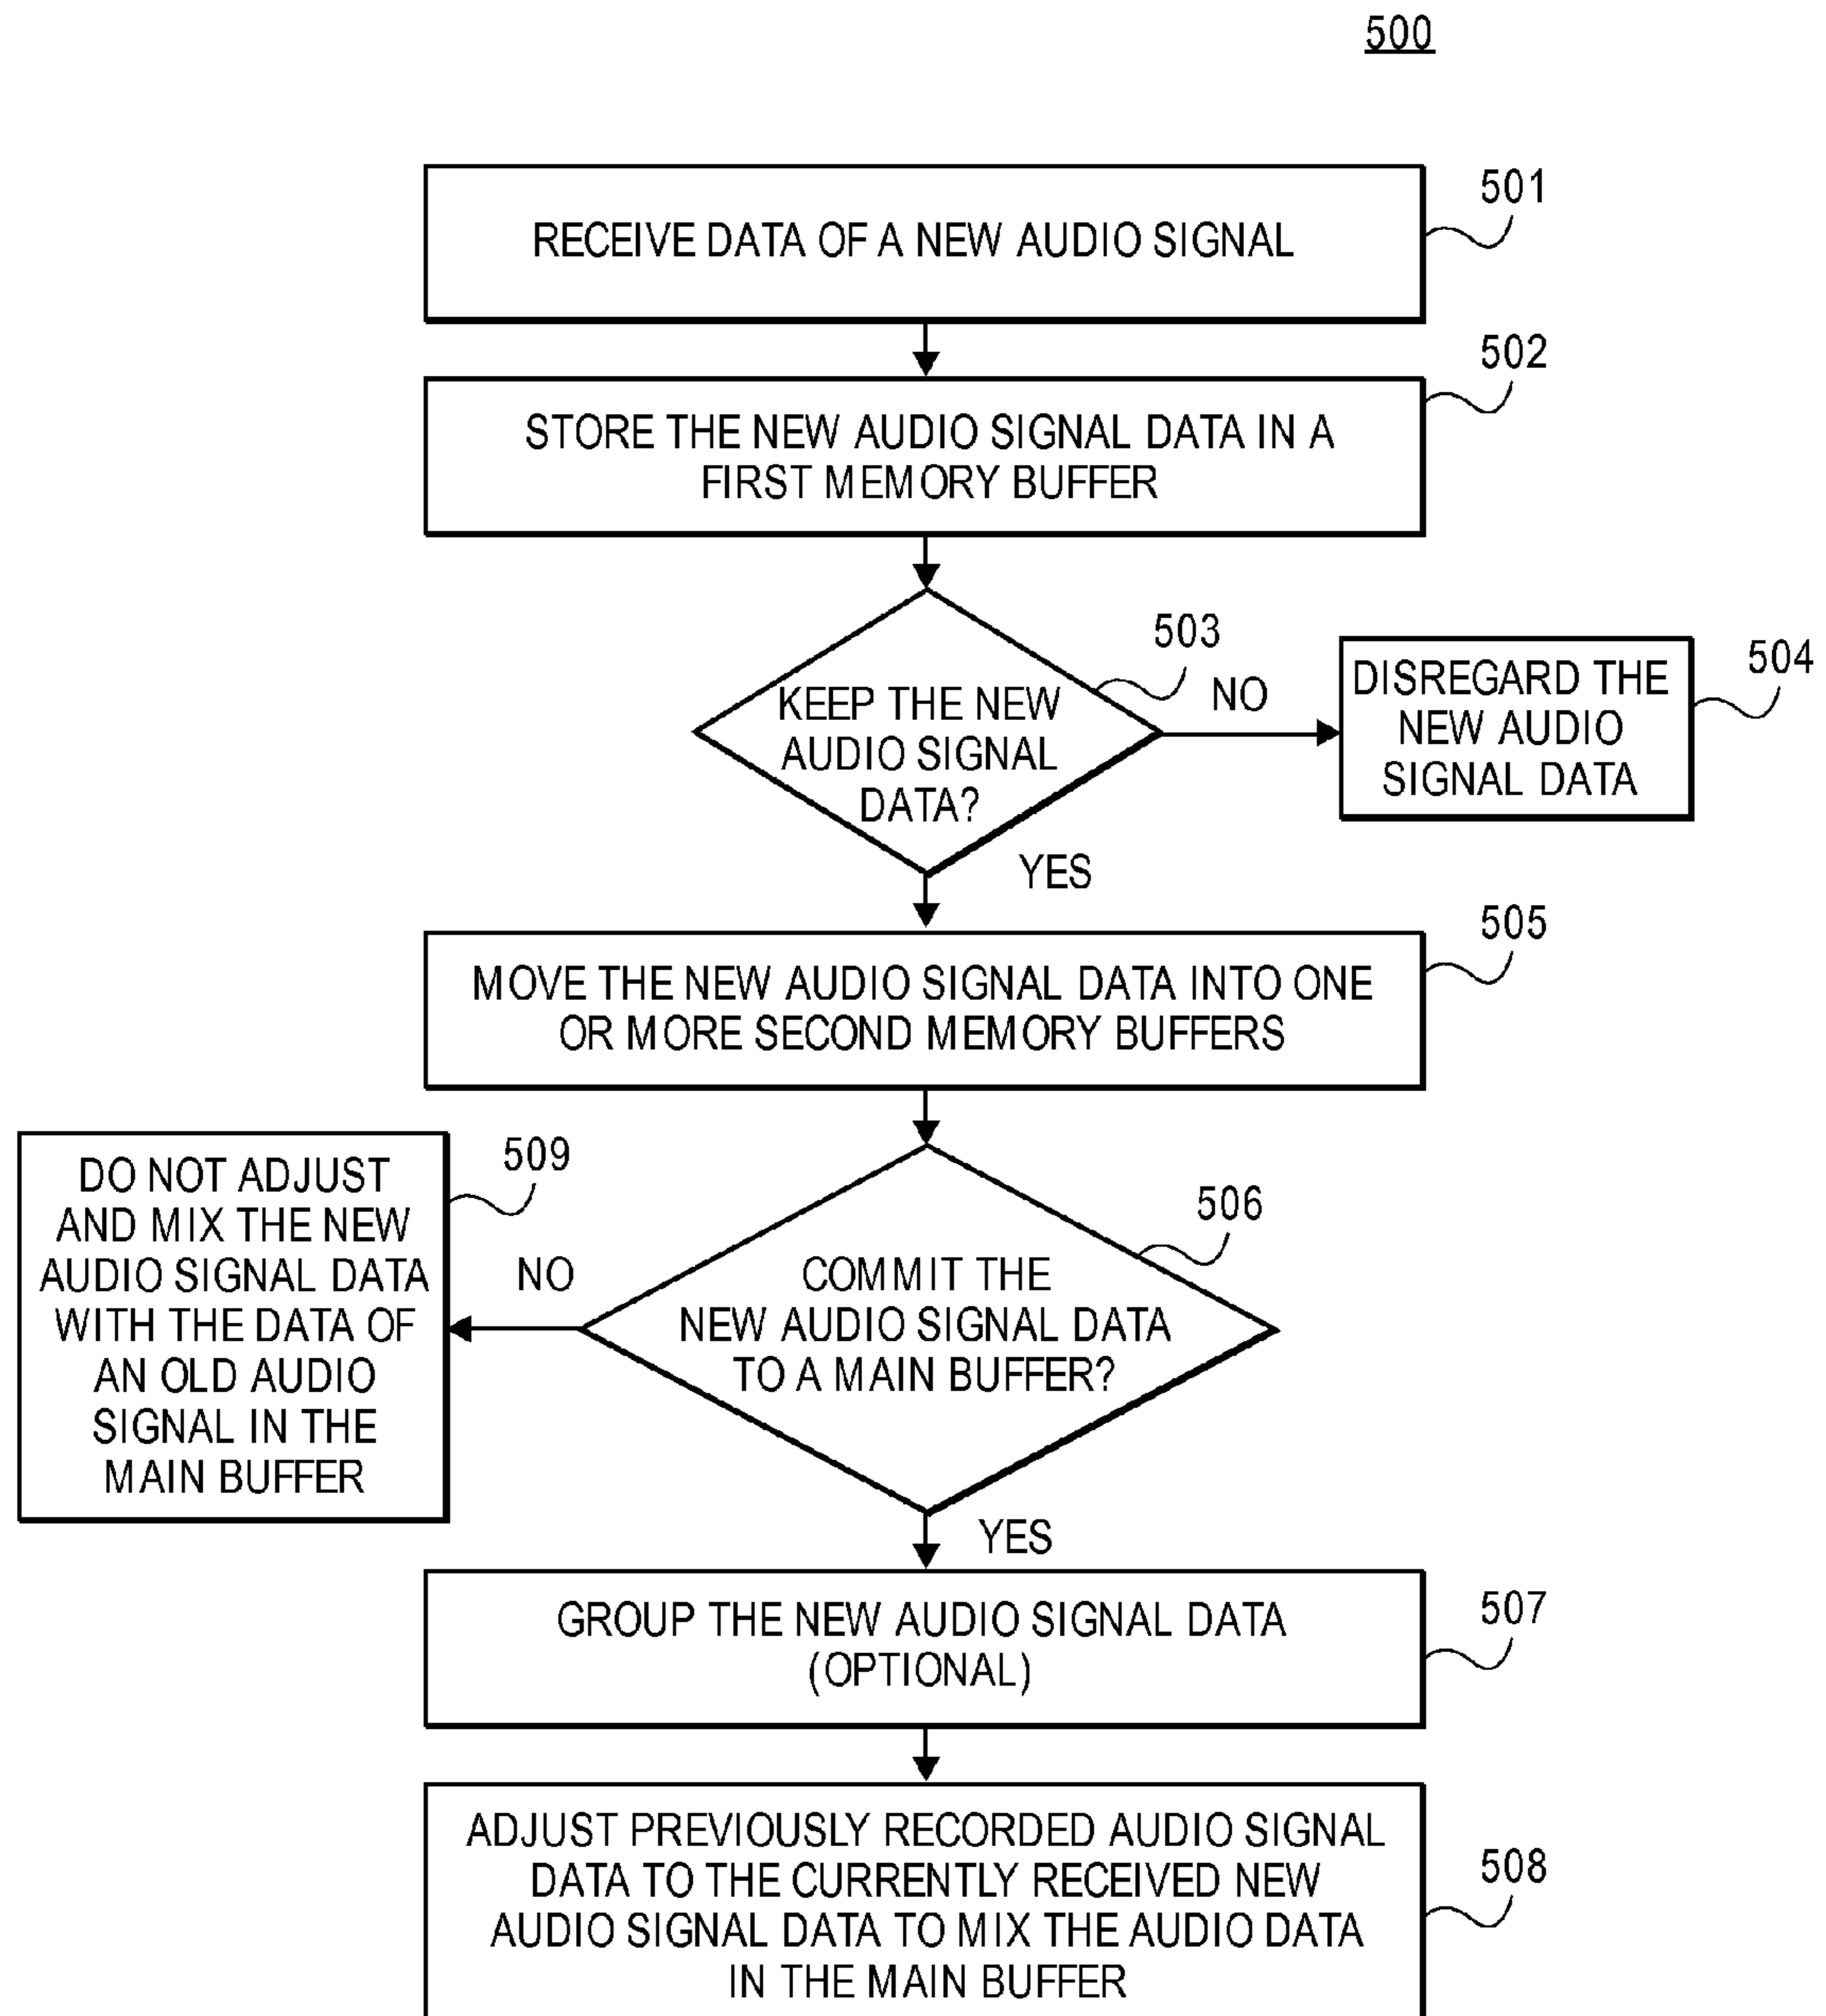 500
501
RECEIVE DATA OF A NEW AUDIO SIGNAL
502
STORE THE NEW AUDIO SIGNAL DATA IN A
FIRST MEMORY BUFFER
503
KEEP THE NEW
AUDIO SIGNAL
DATA?
NO
504
DISREGARD THE
NEW AUDIO
SIGNAL DATA
YES
505
MOVE THE NEW AUDIO SIGNAL DATA INTO ONE
OR MORE SECOND MEMORY BUFFERS
506
COMMIT THE
NEW AUDIO SIGNAL DATA
TO A MAIN BUFFER?
NO
509
DO NOT ADJUST
AND MIX THE NEW
AUDIO SIGNAL DATA
WITH THE DATA OF
AN OLD AUDIO
SIGNAL IN THE
MAIN BUFFER
YES
507
GROUP THE NEW AUDIO SIGNAL DATA
(OPTIONAL)
508
ADJUST PREVIOUSLY RECORDED AUDIO SIGNAL
DATA TO THE CURRENTLY RECEIVED NEW
AUDIO SIGNAL DATA TO MIX THE AUDIO DATA
IN THE MAIN BUFFER